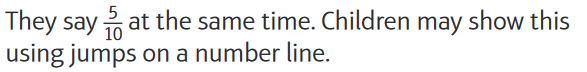 They say 5/10 at the same time. Children may show this
using jumps on a number line.